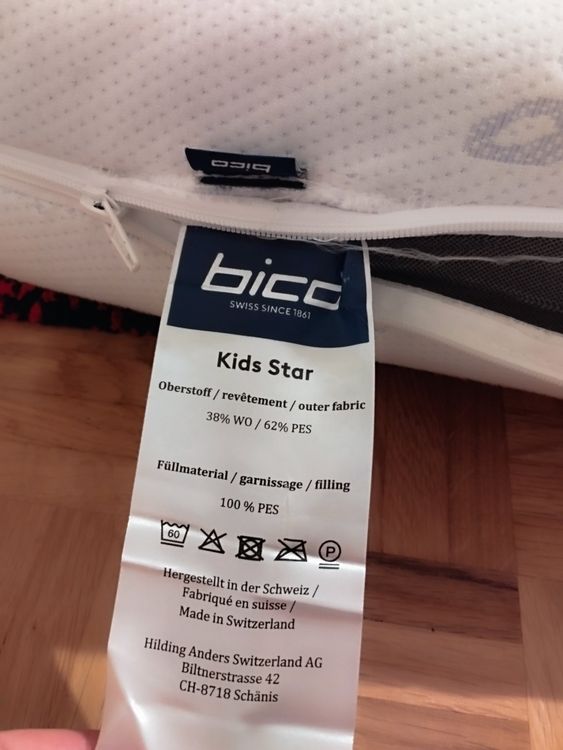 bico
bico
SWISS SINCE 1861
Kids Star
Oberstoff / revêtement / outer fabric
38% WO / 62% PES
Füllmaterial / garnissage / filling
100 % PES
60
P
Hergestellt in der Schweiz /
Fabriqué en suisse /
Made in Switzerland
Hilding Anders Switzerland AG
Biltnerstrasse 42
CH-8718 Schänis